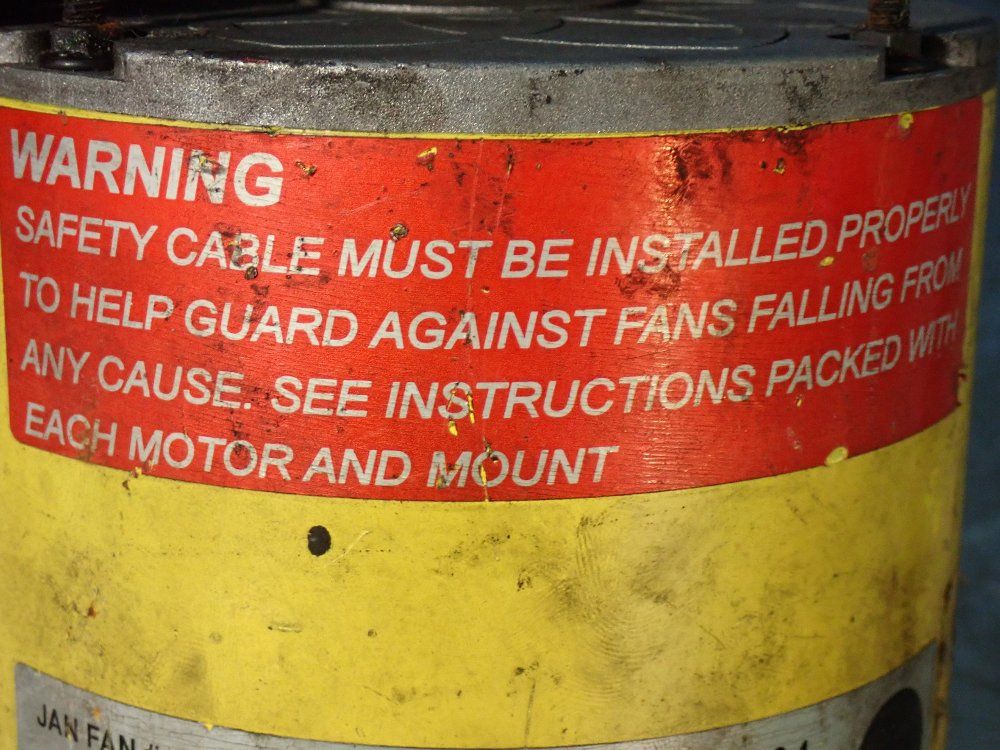 WARNING
SAFETY CABLE MUST BE INSTALLED PROPERLY
TO HELP GUARD AGAINST FANS FALLING FROM
ANY CAUSE. SEE INSTRUCTIONS PACKED WITH
EACH MOTOR AND MOUNT
JAN FAN